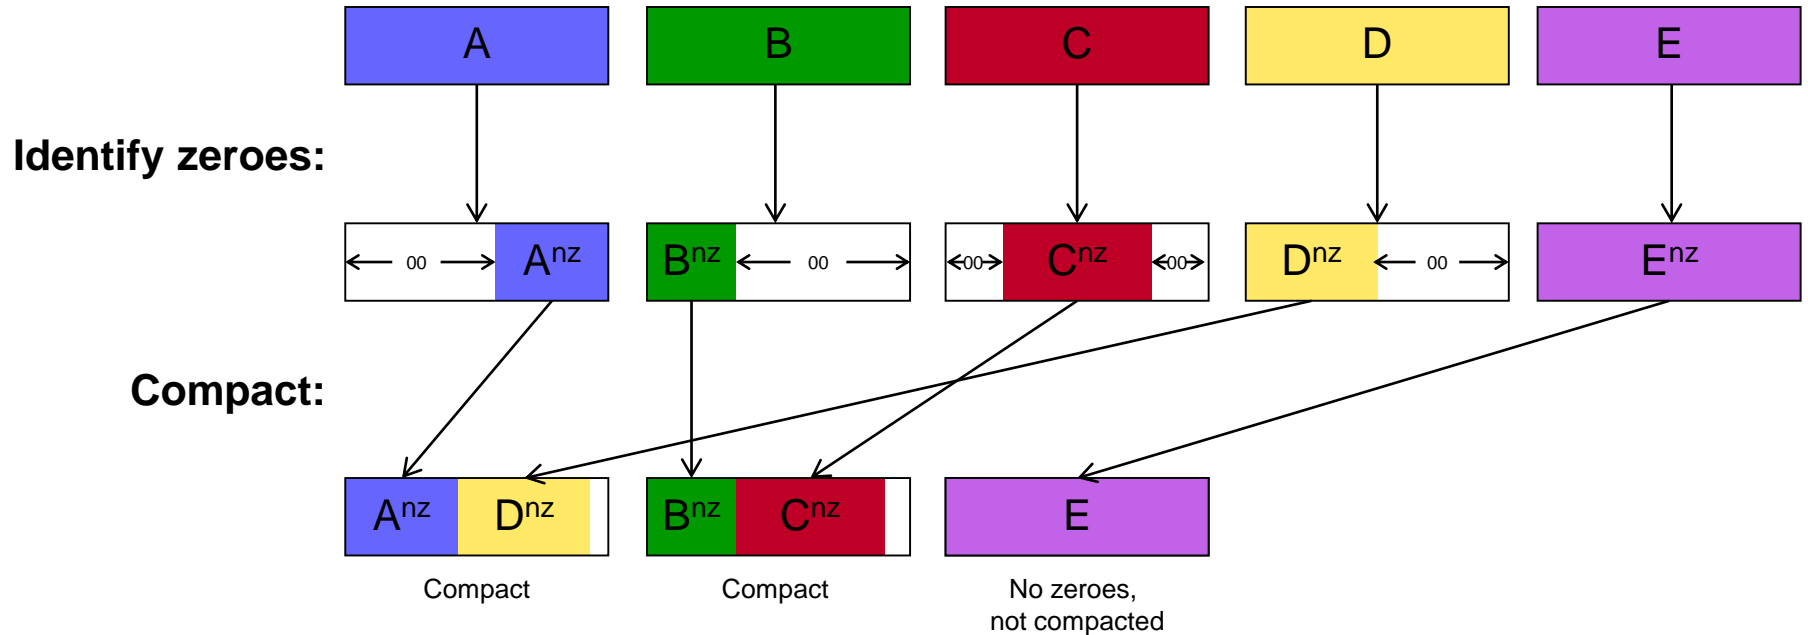 A B C D E
Identify zeroes:
00 Aⁿᶻ Bⁿᶻ 00 00 Cⁿᶻ 00 Dⁿᶻ 00 Eⁿᶻ
Compact:
Aⁿᶻ Dⁿᶻ Bⁿᶻ Cⁿᶻ E
Compact Compact No zeroes,
not compacted